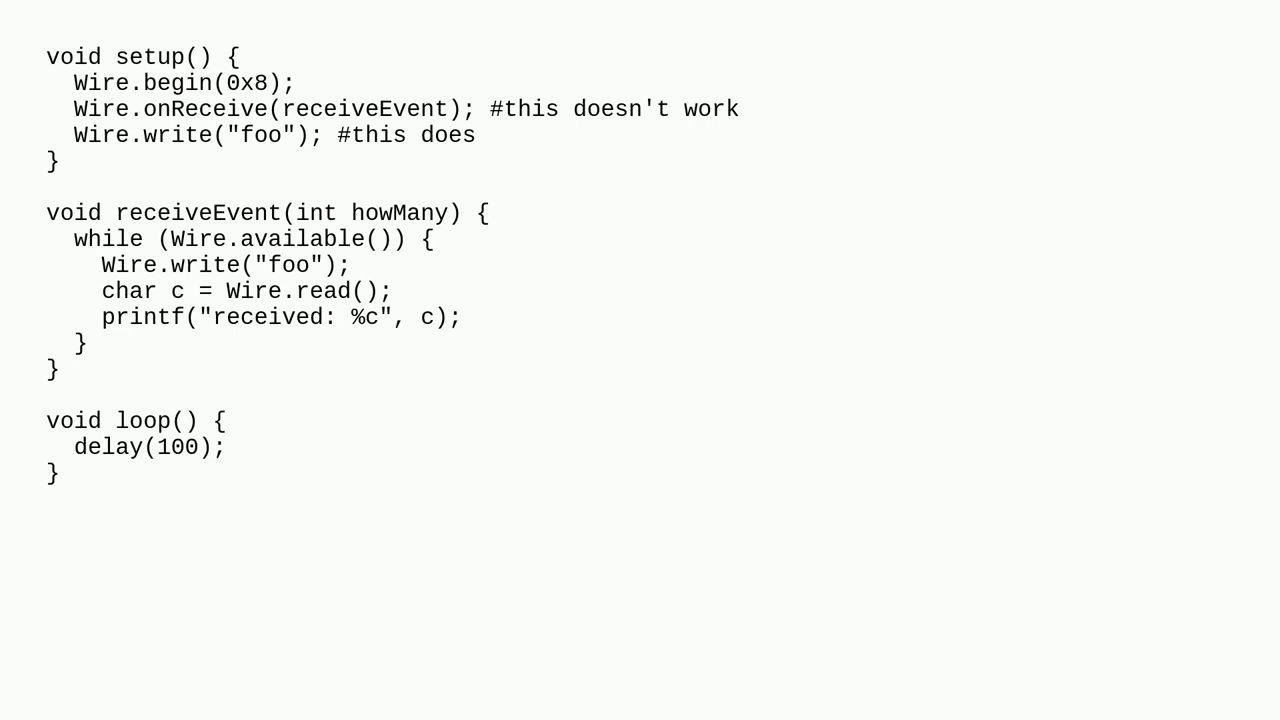 void setup() {
  Wire.begin(0x8);
  Wire.onReceive(receiveEvent); #this doesn't work
  Wire.write("foo"); #this does
}

void receiveEvent(int howMany) {
  while (Wire.available()) {
    Wire.write("foo");
    char c = Wire.read();
    printf("received: %c", c);
  }
}

void loop() {
  delay(100);
}